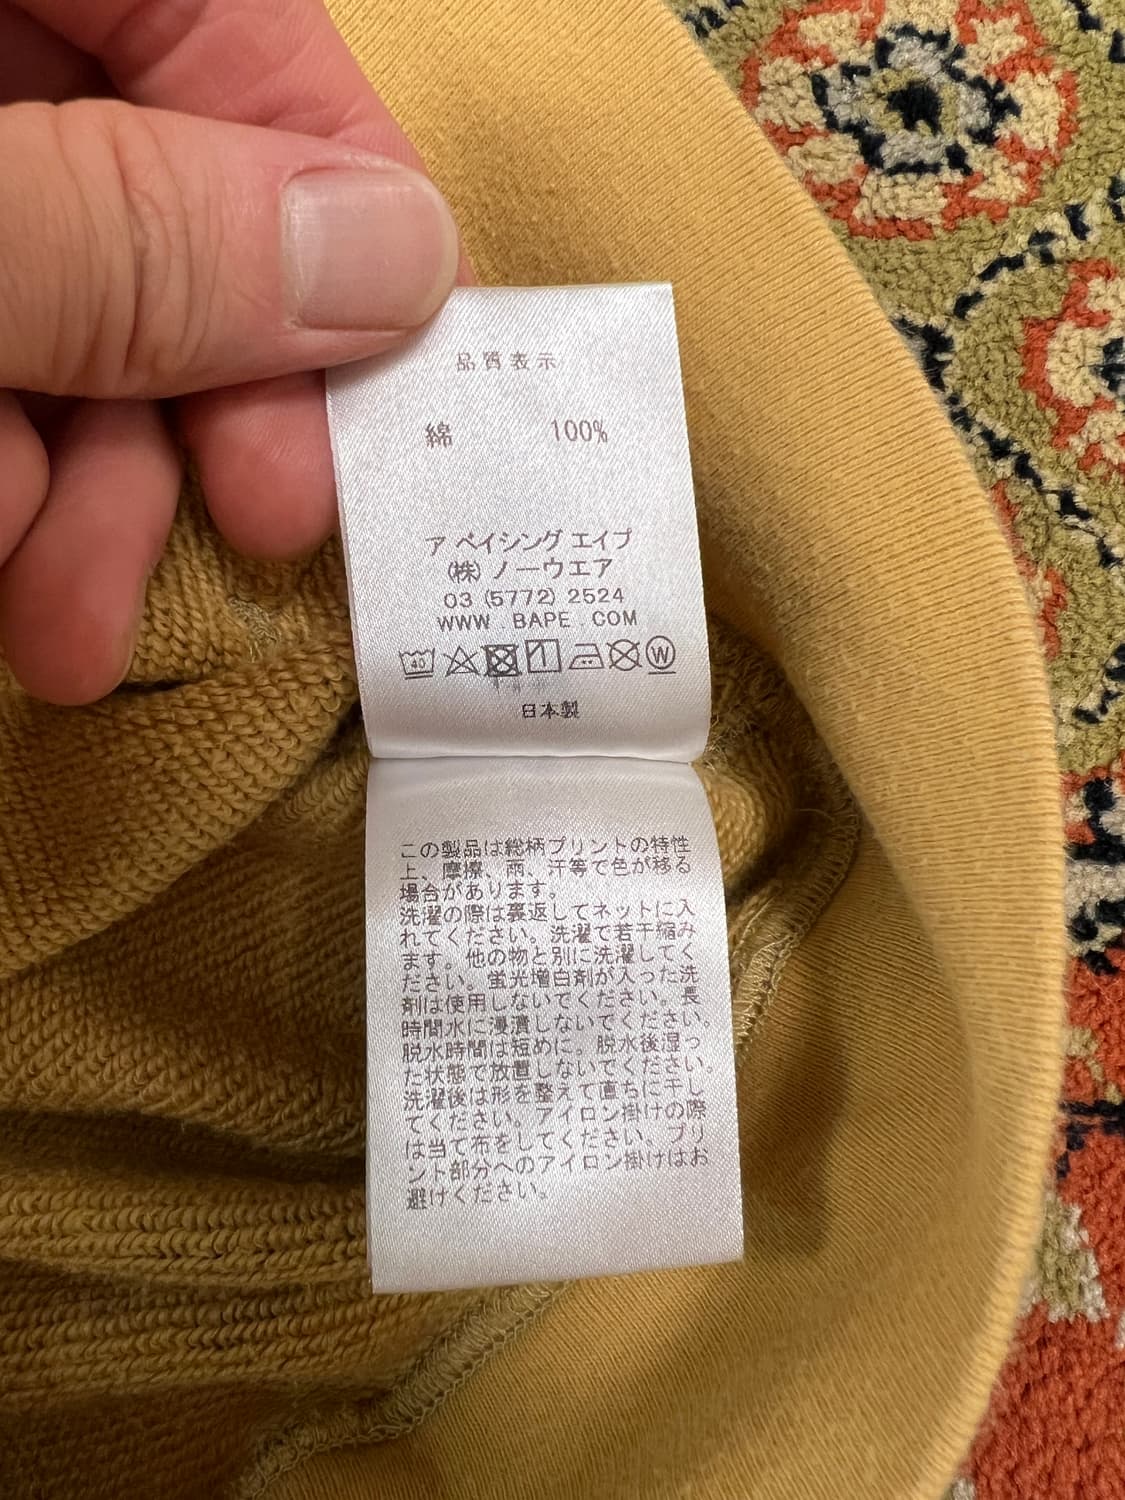 品質表示
綿 100%
ア ベイシング エイプ
(株) ノーウエア
03 (5772) 2524
WWW . BAPE . COM
40 W
日本製
この製品は総柄プリントの特性
上、摩擦、雨、汗等で色が移る
場合があります。
洗濯の際は裏返してネットに入
れてください。洗濯で若干縮み
ます。他の物と別に洗濯してく
ださい。蛍光増白剤が入った洗
剤は使用しないでください。長
時間水に浸漬しないでください。
脱水時間は短めに。脱水後湿っ
た状態で放置しないでください。
洗濯後は形を整えて直ちに干し
てください。アイロン掛けの際
は当て布をしてください。プリ
ント部分へのアイロン掛けはお
避けください。